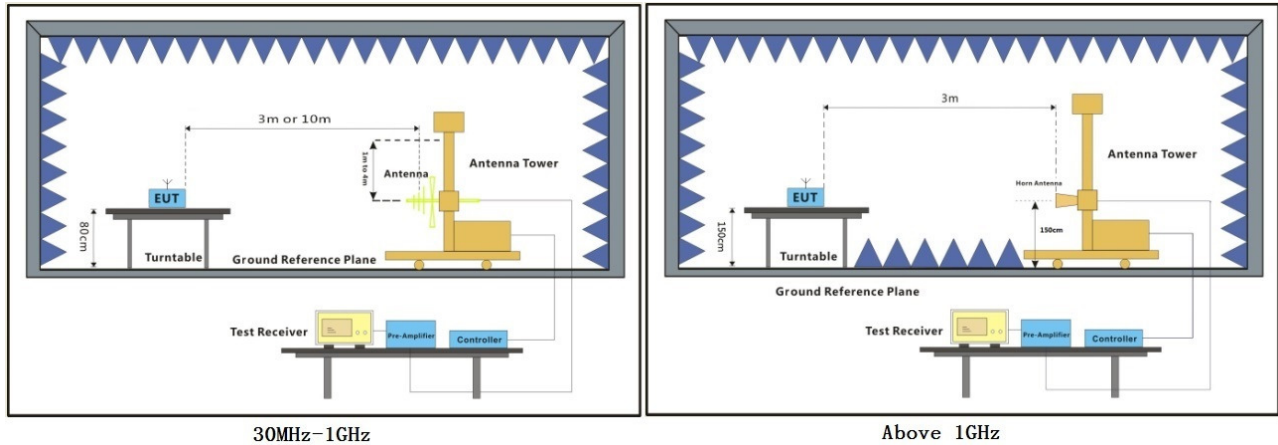 3m or 10m
1m to 4m
Antenna
Antenna Tower
EUT
80cm
Turntable
Ground Reference Plane
Test Receiver
Pre-Amplifier
Controller
30MHz-1GHz
3m
Antenna Tower
Horn Antenna
EUT
150cm
150cm
Turntable
Ground Reference Plane
Test Receiver
Pre-Amplifier
Controller
Above 1GHz